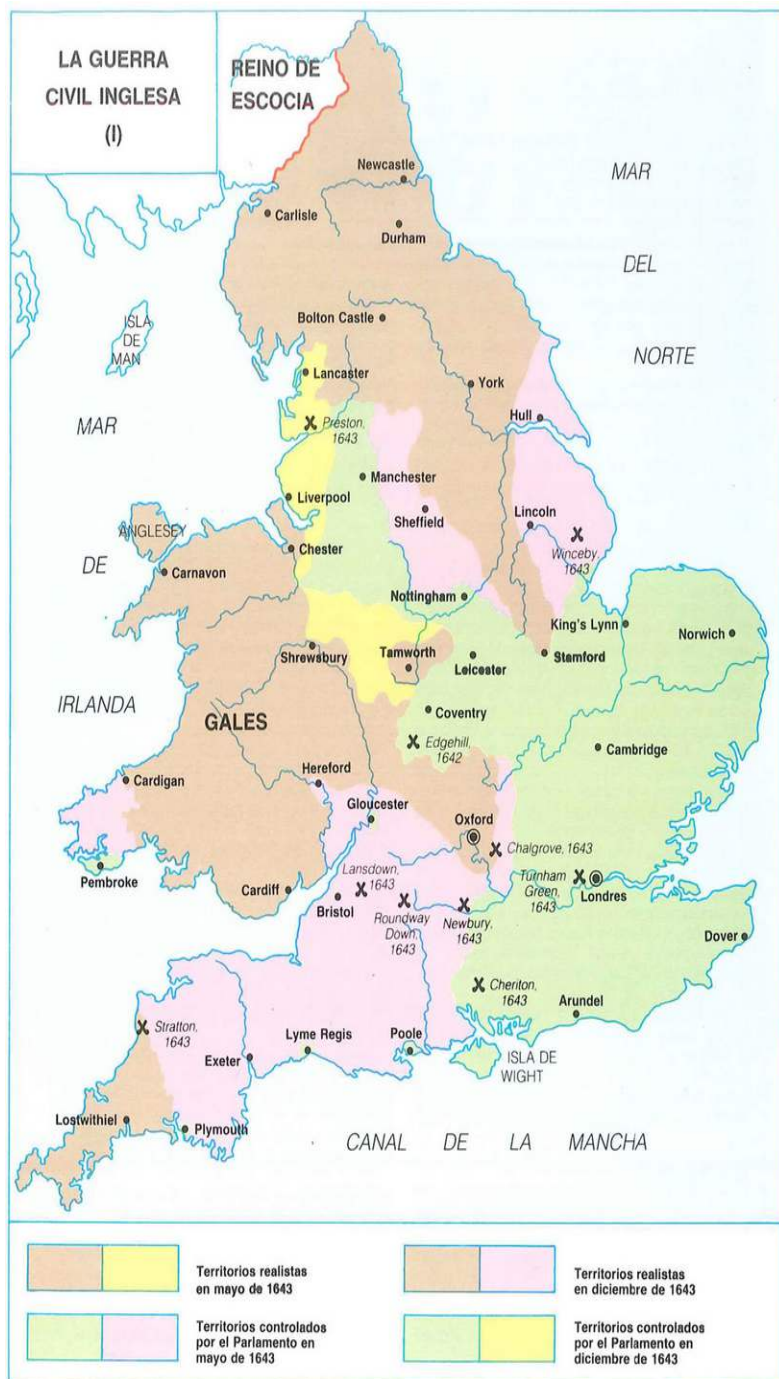 LA GUERRA
CIVIL INGLESA
(I)
REINO DE
ESCOCIA
MAR
DEL
NORTE
Newcastle
Carlisle
Durham
ISLA
DE
MAN
Bolton Castle
Lancaster
York
Hull
MAR
Preston,
1643
Manchester
Liverpool
Sheffield
Lincoln
Winceby,
1643
ANGLESEY
Chester
DE
Carnavon
Nottingham
King's Lynn
Norwich
Shrewsbury
Tamworth
Leicester
Stamford
IRLANDA
GALES
Coventry
Edgehill,
1642
Cambridge
Cardigan
Hereford
Gloucester
Oxford
Chalgrove, 1643
Pembroke
Cardiff
Lansdown,
1643
Bristol
Roundway
Down,
1643
Newbury,
1643
Turnham
Green,
1643
Londres
Dover
Cheriton,
1643
Arundel
Stratton,
1643
Exeter
Lyme Regis
Poole
ISLA DE
WIGHT
Lostwithiel
Plymouth
CANAL DE LA MANCHA
Territorios realistas
en mayo de 1643
Territorios realistas
en diciembre de 1643
Territorios controlados
por el Parlamento en
mayo de 1643
Territorios controlados
por el Parlamento en
diciembre de 1643